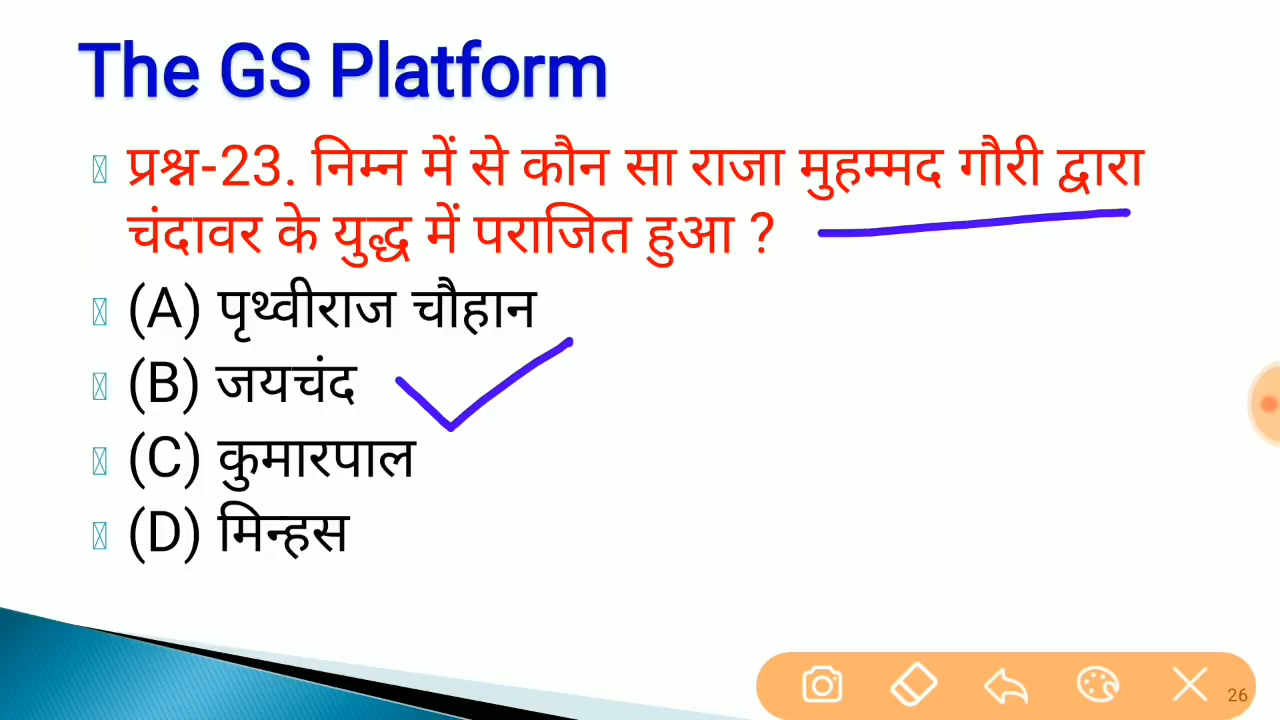 The GS Platform
प्रश्न-23. निम्न में से कौन सा राजा मुहम्मद गौरी द्वारा
चंदावर के युद्ध में पराजित हुआ ?
(A) पृथ्वीराज चौहान
(B) जयचंद
(C) कुमारपाल
(D) मिन्हस
26